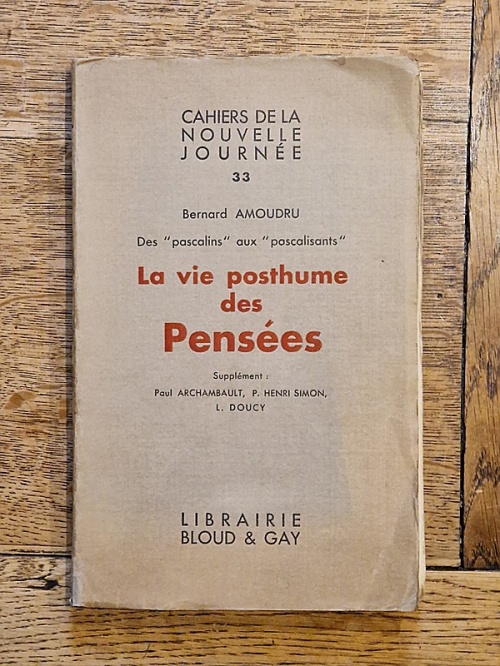 CAHIERS DE LA
NOUVELLE
JOURNÉE
33
Bernard AMOUDRU
Des "pascalins" aux "pascalisants"
La vie posthume
des
Pensées
Supplément :
Paul ARCHAMBAULT, P. HENRI SIMON,
L. DOUCY
LIBRAIRIE
BLOUD & GAY